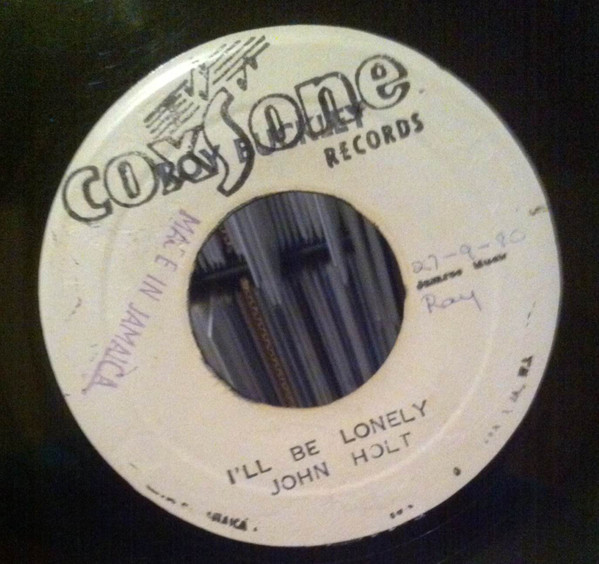 coxsone
RECORDS
MADE IN JAMAICA
27-9-80
Ray
I'LL BE LONELY
JOHN HOLT